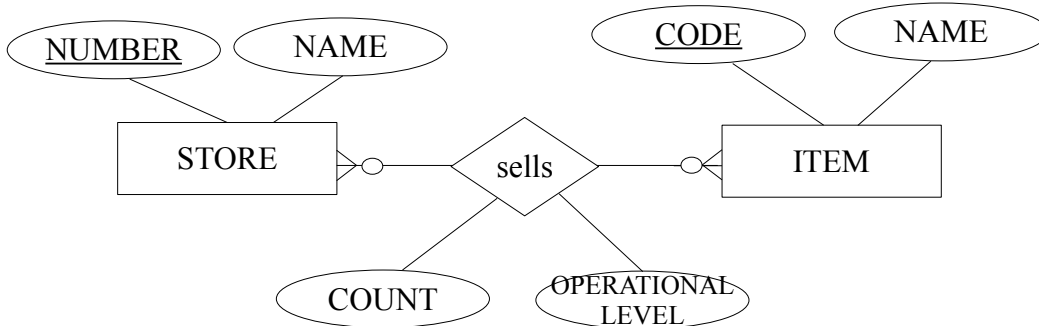 NUMBER
NAME
CODE
NAME
STORE
sells
ITEM
COUNT
OPERATIONAL
LEVEL